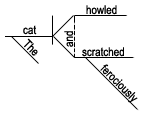 howled
cat
The
and
scratched
ferociously